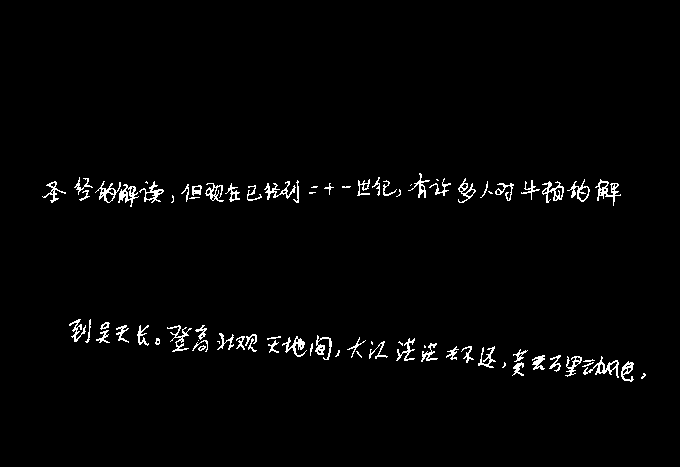 圣经的解读,但现在已经到二十一世纪,有许多人对牛顿的解
到吴天长。登高壮观天地间,大江茫茫去不还,黄云万里动风色,